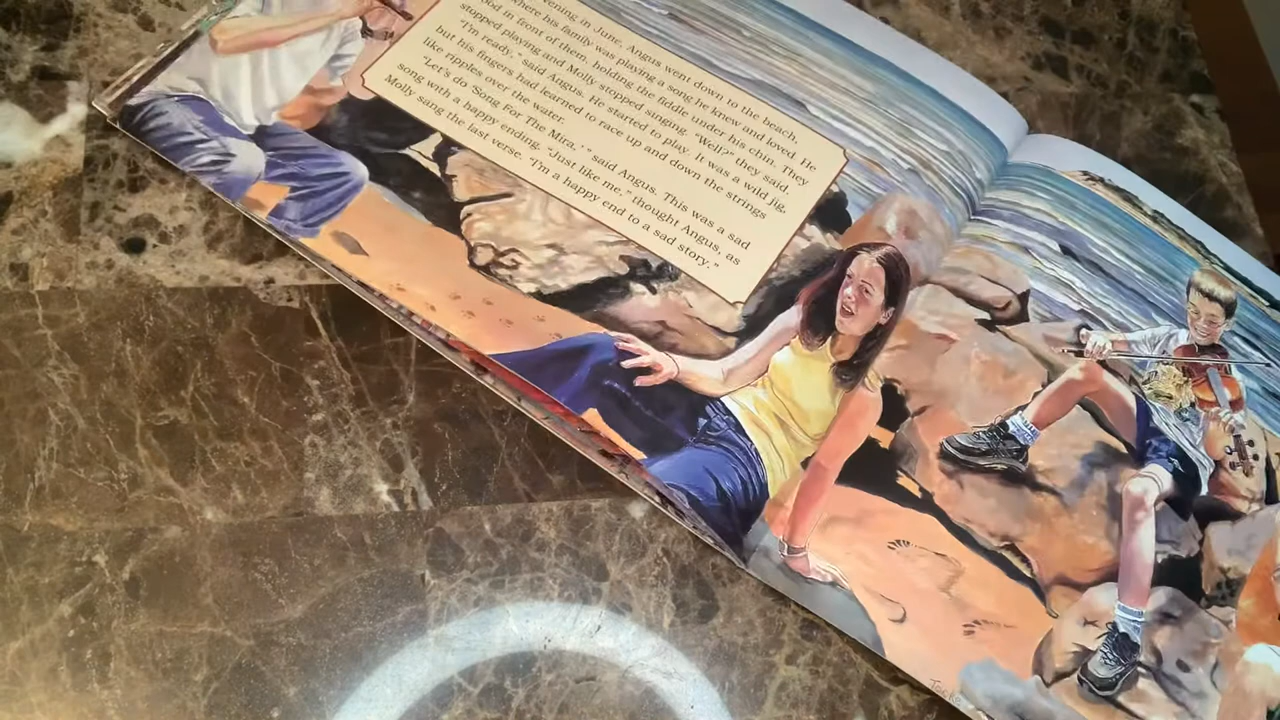 evening in June, Angus went down to the beach,
where his family was playing a song he knew and loved. He
ood in front of them, holding the fiddle under his chin. They
stopped playing and Molly stopped singing. "Well?" they said.
"I'm ready," said Angus. He started to play. It was a wild jig,
but his fingers had learned to race up and down the strings
like ripples over the water.
"Let's do 'Song For The Mira,'" said Angus. This was a sad
song with a happy ending. "Just like me," thought Angus, as
Molly sang the last verse. "I'm a happy end to a sad story."